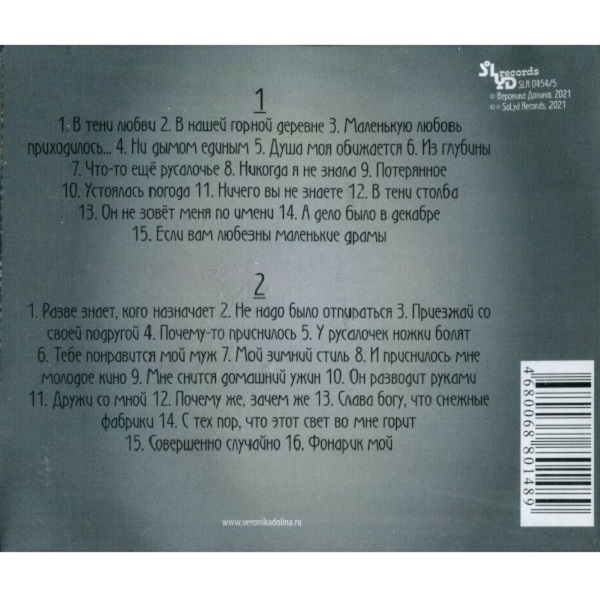 SoLYD records
SLR 0454/5
© Вероника Долина, 2021
©℗ SoLyd Records, 2021
1
1. В тени любви 2. В нашей горной деревне 3. Маленькую любовь
приходилось... 4. Ни дымом единым 5. Душа моя обижается 6. Из глубины
7. Что-то ещё русалочье 8. Никогда я не знала 9. Потерянное
10. Устоялась погода 11. Ничего вы не знаете 12. В тени столба
13. Он не зовёт меня по имени 14. А дело было в декабре
15. Если вам любезны маленькие драмы
2
1. Разве знает, кого назначает 2. Не надо было отпираться 3. Приезжай со
своей подругой 4. Почему-то приснилось 5. У русалочек ножки болят
6. Тебе понравится мой муж 7. Мой зимний стиль 8. И приснилось мне
молодое кино 9. Мне снится домашний ужин 10. Он разводит руками
11. Дружи со мной 12. Почему же, зачем же 13. Слава богу, что снежные
фабрики 14. С тех пор, что этот свет во мне горит
15. Совершенно случайно 16. Фонарик мой
4680068801489
www.veronikadolina.ru